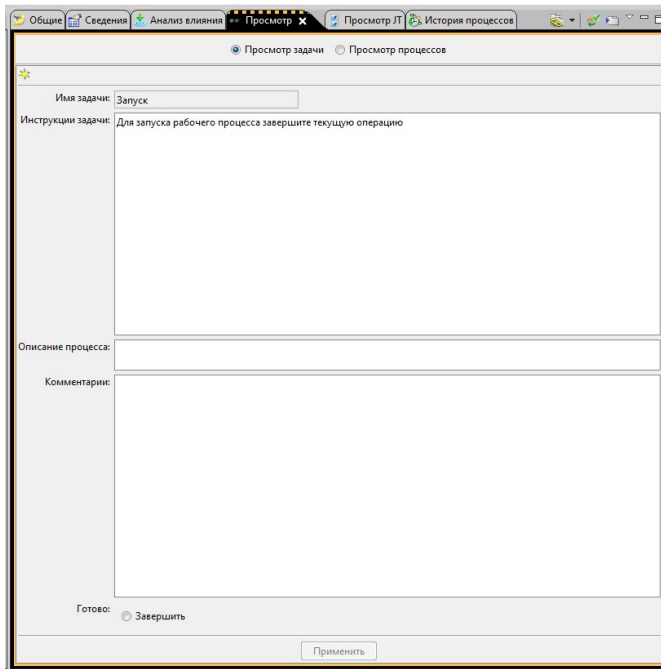 Общие Сведения Анализ влияния Просмотр Просмотр JT История процессов
Просмотр задачи Просмотр процессов
Имя задачи: Запуск
Инструкции задачи: Для запуска рабочего процесса завершите текущую операцию
Описание процесса:
Комментарии:
Готово: Завершить
Применить